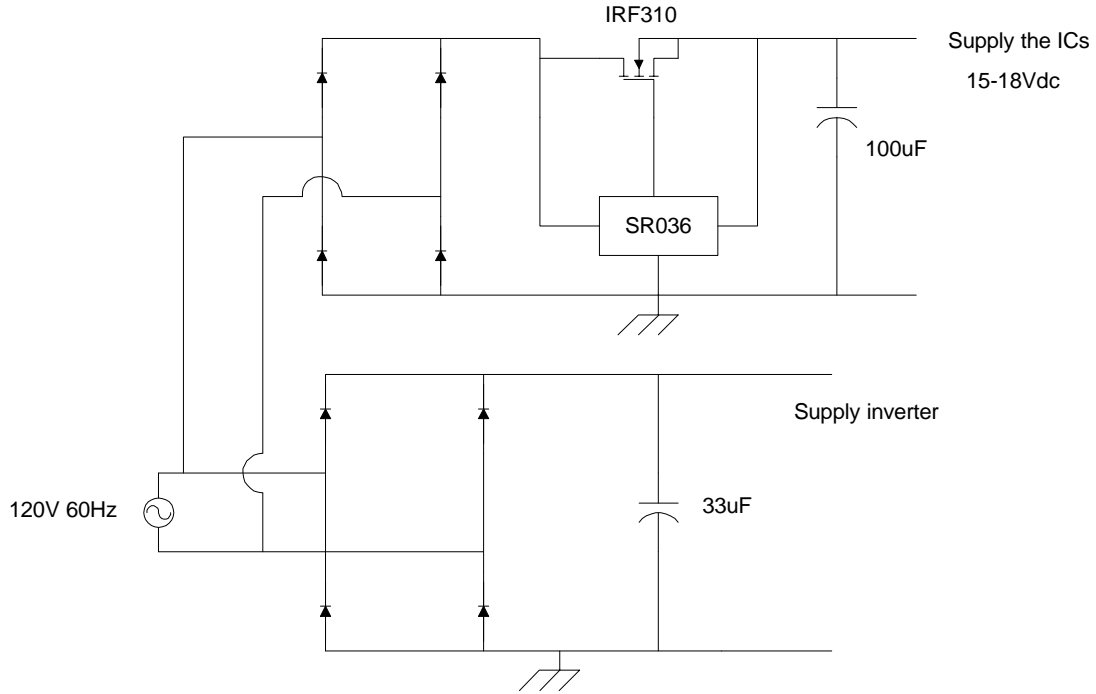 IRF310
Supply the ICs
15-18Vdc
100uF
SR036
Supply inverter
120V 60Hz
33uF